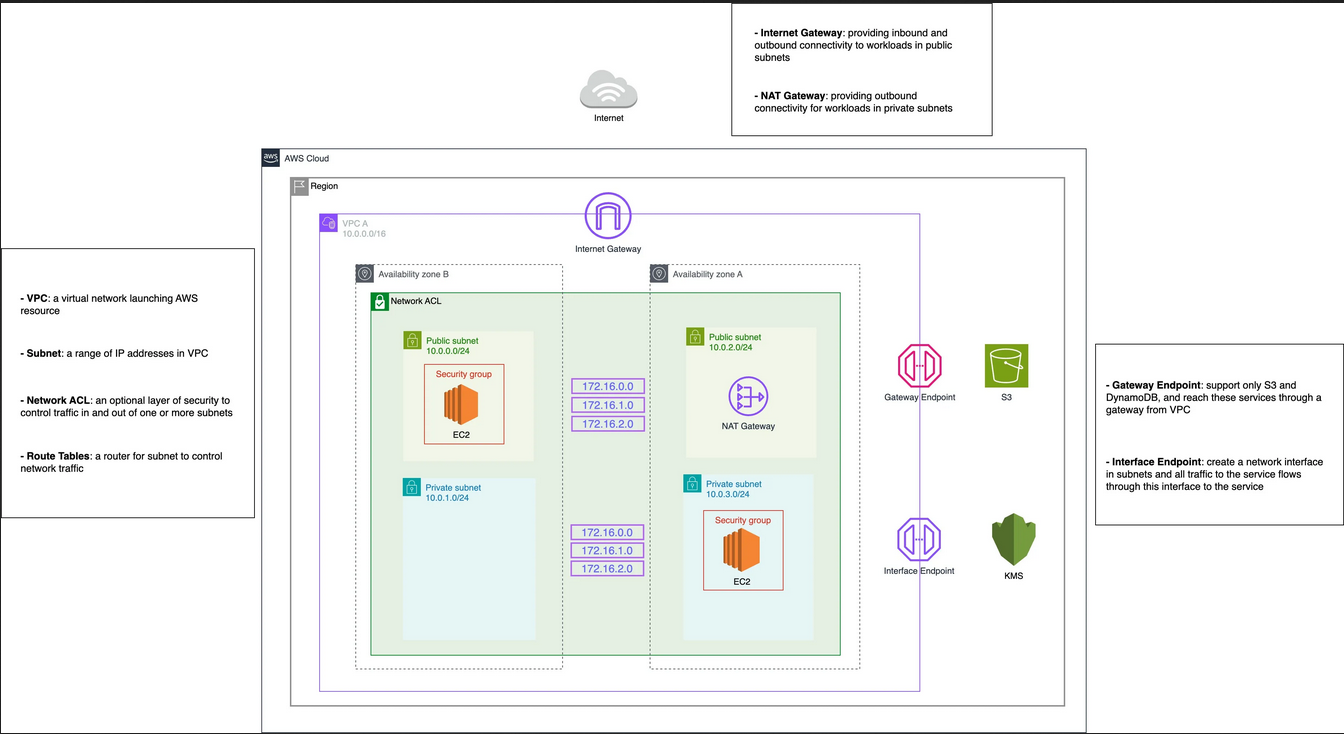 - Internet Gateway: providing inbound and
outbound connectivity to workloads in public
subnets
- NAT Gateway: providing outbound
connectivity for workloads in private subnets
Internet
aws
AWS Cloud
Region
VPC A
10.0.0.0/16
Internet Gateway
Availability zone B
Availability zone A
Network ACL
- VPC: a virtual network launching AWS
resource
- Subnet: a range of IP addresses in VPC
- Network ACL: an optional layer of security to
control traffic in and out of one or more subnets
- Route Tables: a router for subnet to control
network traffic
Public subnet
10.0.0.0/24
Security group
EC2
172.16.0.0
172.16.1.0
172.16.2.0
Public subnet
10.0.2.0/24
NAT Gateway
Gateway Endpoint
S3
Private subnet
10.0.1.0/24
172.16.0.0
172.16.1.0
172.16.2.0
Private subnet
10.0.3.0/24
Security group
EC2
Interface Endpoint
KMS
- Gateway Endpoint: support only S3 and
DynamoDB, and reach these services through a
gateway from VPC
- Interface Endpoint: create a network interface
in subnets and all traffic to the service flows
through this interface to the service